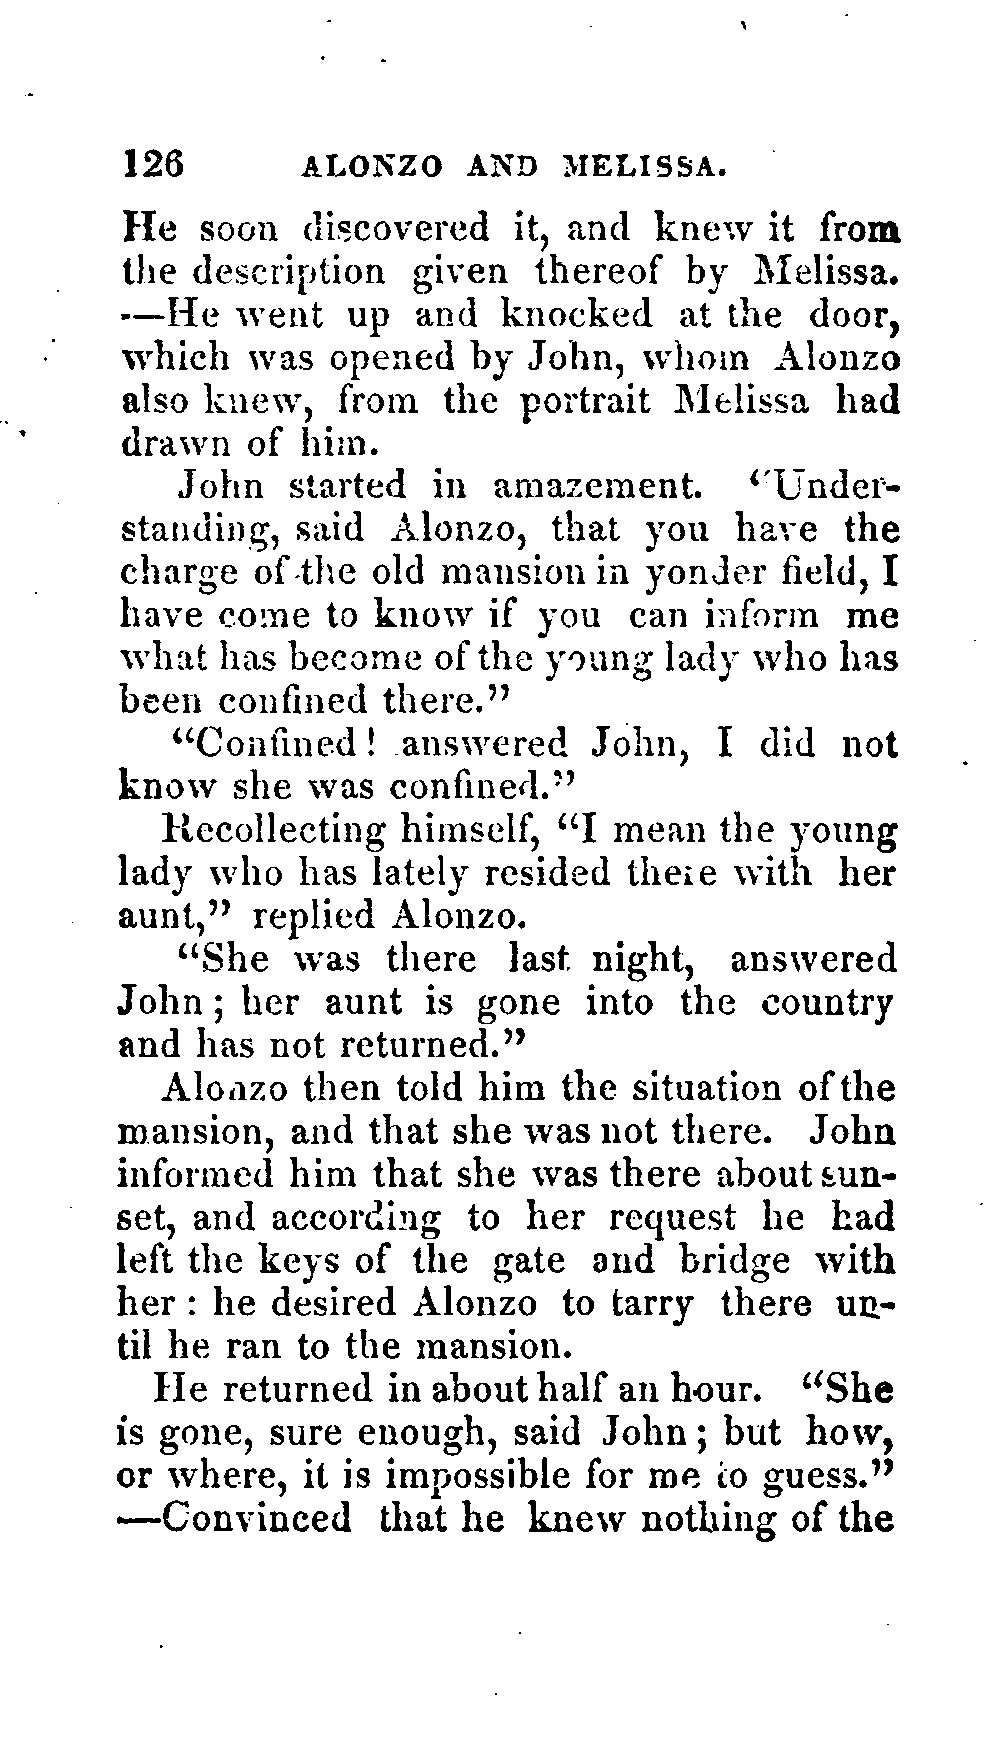 126 ALONZO AND MELISSA.
He soon discovered it, and knew it from
the description given thereof by Melissa.
—He went up and knocked at the door,
which was opened by John, whom Alonzo
also knew, from the portrait Melissa had
drawn of him.
John started in amazement. "Under-
standing, said Alonzo, that you have the
charge of the old mansion in yonder field, I
have come to know if you can inform me
what has become of the young lady who has
been confined there."
"Confined! answered John, I did not
know she was confined."
Recollecting himself, "I mean the young
lady who has lately resided there with her
aunt," replied Alonzo.
"She was there last night, answered
John; her aunt is gone into the country
and has not returned."
Alonzo then told him the situation of the
mansion, and that she was not there. John
informed him that she was there about sun-
set, and according to her request he had
left the keys of the gate and bridge with
her: he desired Alonzo to tarry there un-
til he ran to the mansion.
He returned in about half an hour. "She
is gone, sure enough, said John; but how,
or where, it is impossible for me to guess."
—Convinced that he knew nothing of the